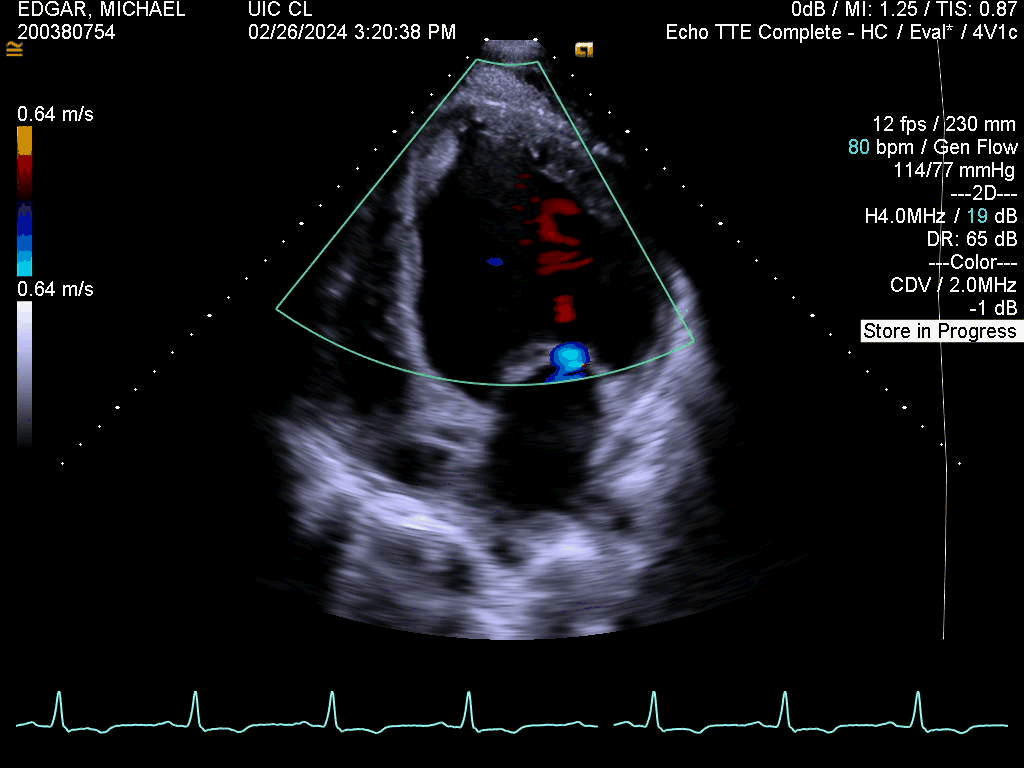 EDGAR, MICHAEL
200380754
UIC CL
02/26/2024 3:20:38 PM
0dB / MI: 1.25 / TIS: 0.87
Echo TTE Complete - HC / Eval* / 4V1c
0.64 m/s
0.64 m/s
12 fps / 230 mm
80 bpm / Gen Flow
114/77 mmHg
---2D---
H4.0MHz / 19 dB
DR: 65 dB
---Color---
CDV / 2.0MHz
-1 dB
Store in Progress